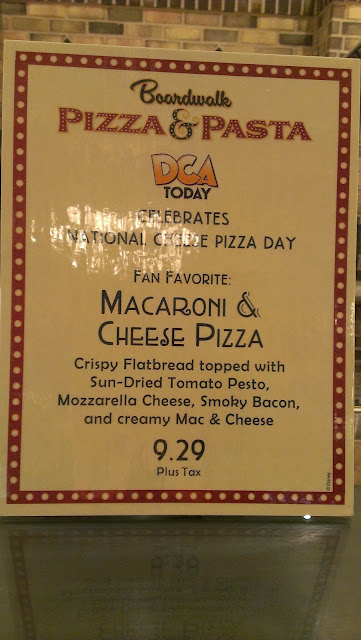 Boardwalk
PIZZA & PASTA
DCA
TODAY
CELEBRATES
NATIONAL CHEESE PIZZA DAY
FAN FAVORITE:
MACARONI &
CHEESE PIZZA
Crispy Flatbread topped with
Sun-Dried Tomato Pesto,
Mozzarella Cheese, Smoky Bacon,
and creamy Mac & Cheese
9.29
Plus Tax
©Disney